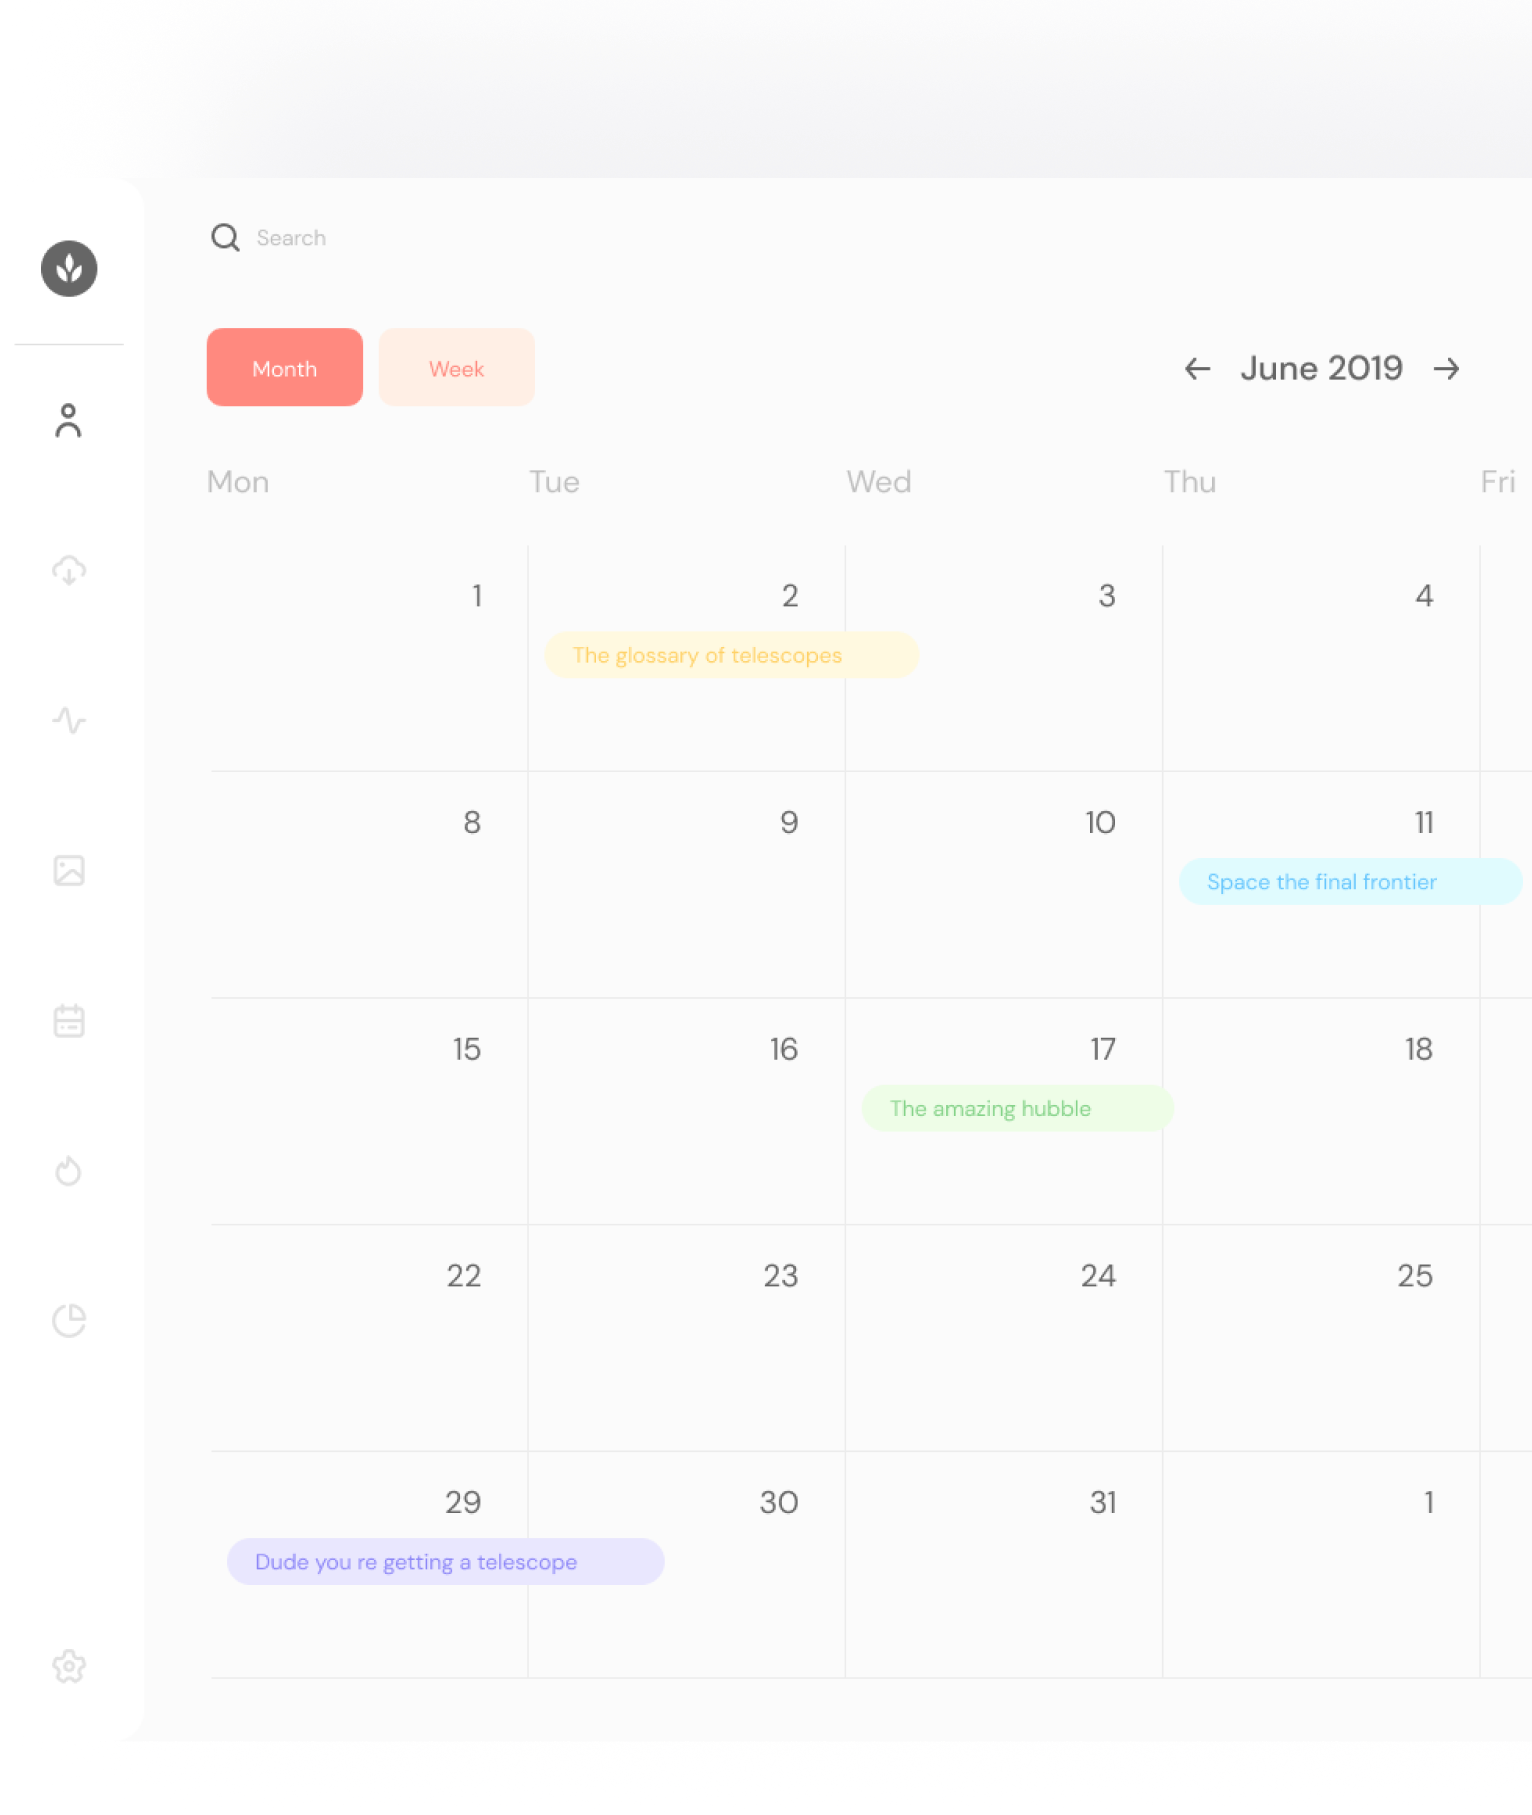 Search
Month Week June 2019
Mon Tue Wed Thu Fri
1 2 3 4
The glossary of telescopes
8 9 10 11
Space the final frontier
15 16 17 18
The amazing hubble
22 23 24 25
29 30 31 1
Dude you re getting a telescope